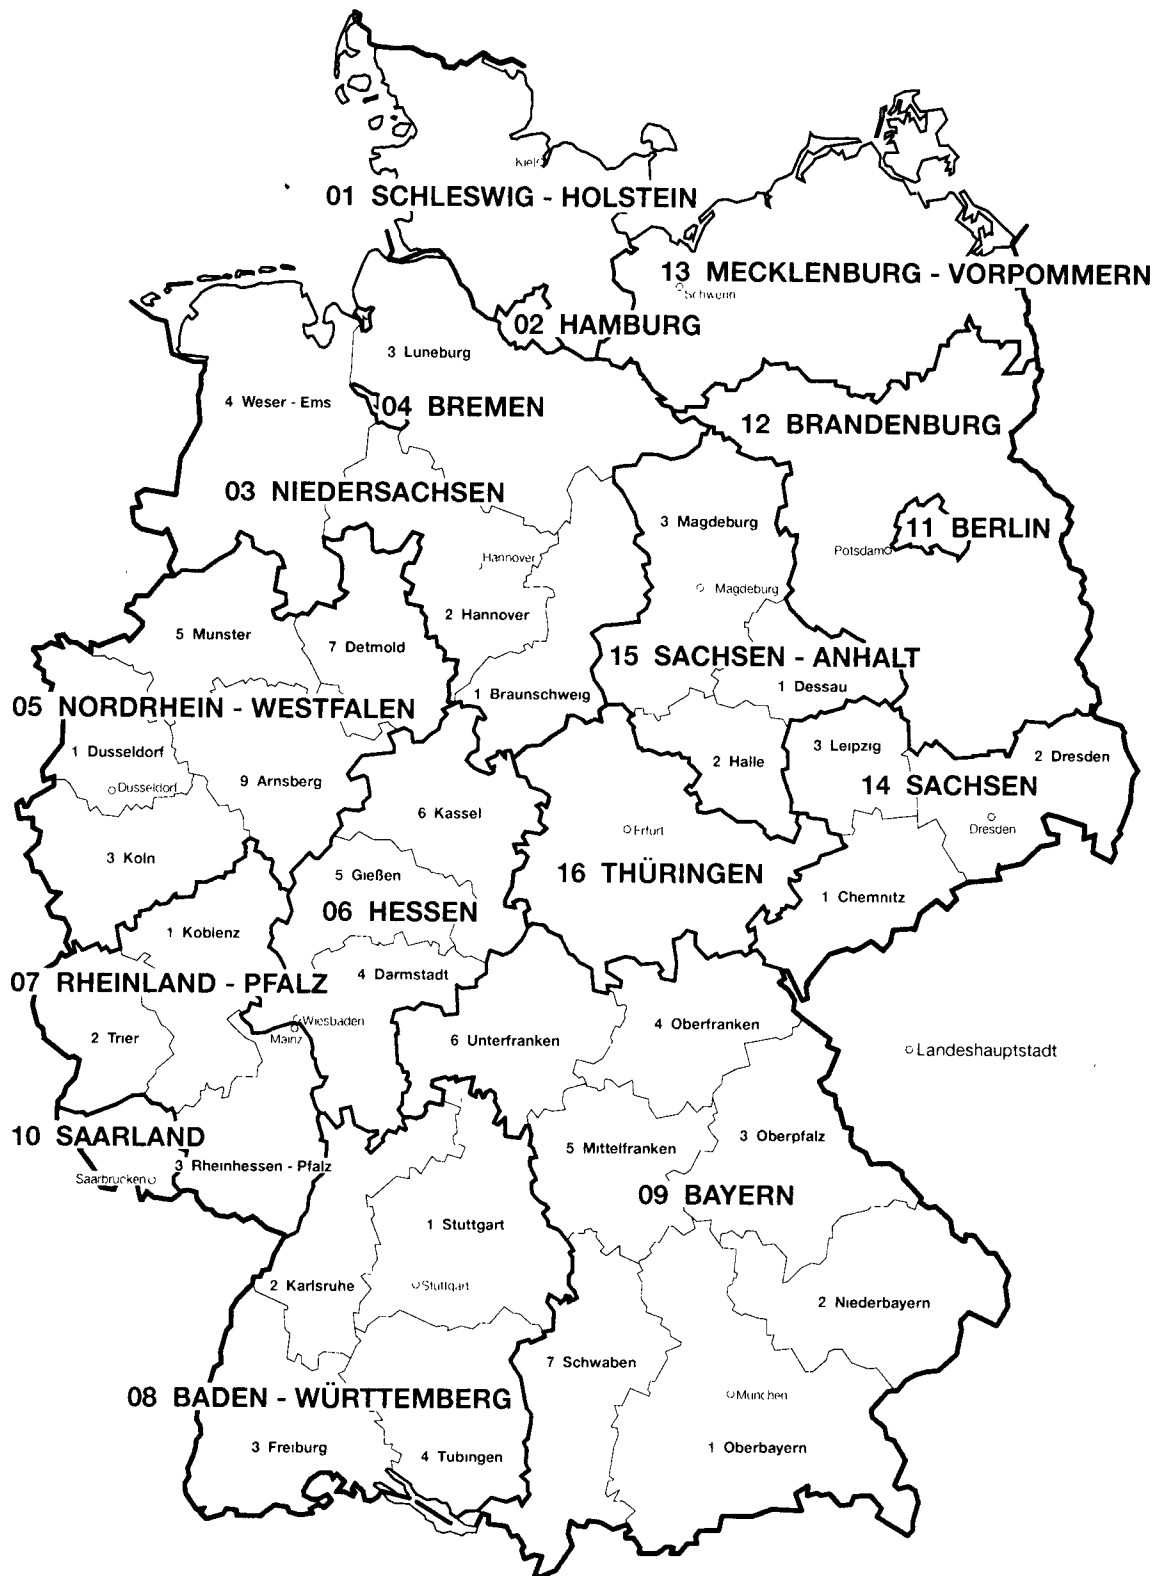 Kiel
01 SCHLESWIG - HOLSTEIN
13 MECKLENBURG - VORPOMMERN
Schwerin
02 HAMBURG
3 Luneburg
4 Weser - Ems
04 BREMEN
12 BRANDENBURG
03 NIEDERSACHSEN
3 Magdeburg
11 BERLIN
Potsdam
Hannover
Magdeburg
2 Hannover
5 Munster
7 Detmold
15 SACHSEN - ANHALT
1 Dessau
1 Braunschweig
05 NORDRHEIN - WESTFALEN
1 Dusseldorf
3 Leipzig
2 Dresden
2 Halle
9 Arnsberg
Dusseldorf
14 SACHSEN
6 Kassel
Erfurt
Dresden
3 Koln
5 Gießen
16 THÜRINGEN
1 Chemnitz
06 HESSEN
1 Koblenz
4 Darmstadt
07 RHEINLAND - PFALZ
Wiesbaden
Mainz
2 Trier
6 Unterfranken
4 Oberfranken
Landeshauptstadt
10 SAARLAND
5 Mittelfranken
3 Oberpfalz
3 Rheinhessen - Pfalz
Saarbrucken
09 BAYERN
1 Stuttgart
2 Karlsruhe
Stuttgart
2 Niederbayern
7 Schwaben
München
08 BADEN - WÜRTTEMBERG
3 Freiburg
4 Tubingen
1 Oberbayern